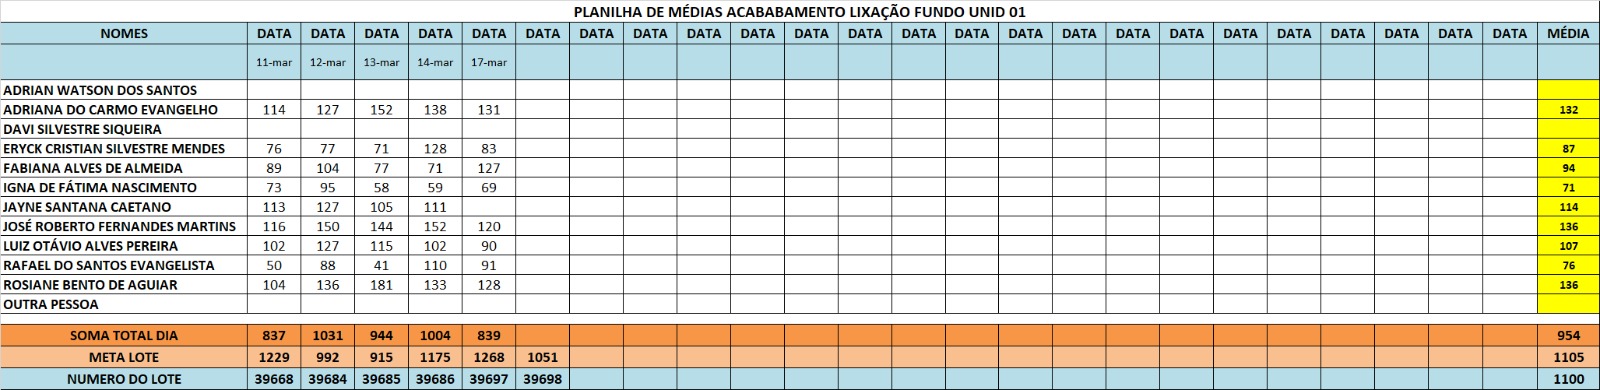 PLANILHA DE MÉDIAS ACABABAMENTO LIXAÇÃO FUNDO UNID 01
NOMES DATA DATA DATA DATA DATA DATA DATA DATA DATA DATA DATA DATA DATA DATA DATA DATA DATA DATA DATA DATA DATA DATA DATA DATA MÉDIA
11-mar 12-mar 13-mar 14-mar 17-mar
ADRIAN WATSON DOS SANTOS
ADRIANA DO CARMO EVANGELHO 114 127 152 138 131 132
DAVI SILVESTRE SIQUEIRA
ERYCK CRISTIAN SILVESTRE MENDES 76 77 71 128 83 87
FABIANA ALVES DE ALMEIDA 89 104 77 71 127 94
IGNA DE FÁTIMA NASCIMENTO 73 95 58 59 69 71
JAYNE SANTANA CAETANO 113 127 105 111 114
JOSÉ ROBERTO FERNANDES MARTINS 116 150 144 152 120 136
LUIZ OTÁVIO ALVES PEREIRA 102 127 115 102 90 107
RAFAEL DO SANTOS EVANGELISTA 50 88 41 110 91 76
ROSIANE BENTO DE AGUIAR 104 136 181 133 128 136
OUTRA PESSOA
SOMA TOTAL DIA 837 1031 944 1004 839 954
META LOTE 1229 992 915 1175 1268 1051 1105
NUMERO DO LOTE 39668 39684 39685 39686 39697 39698 1100